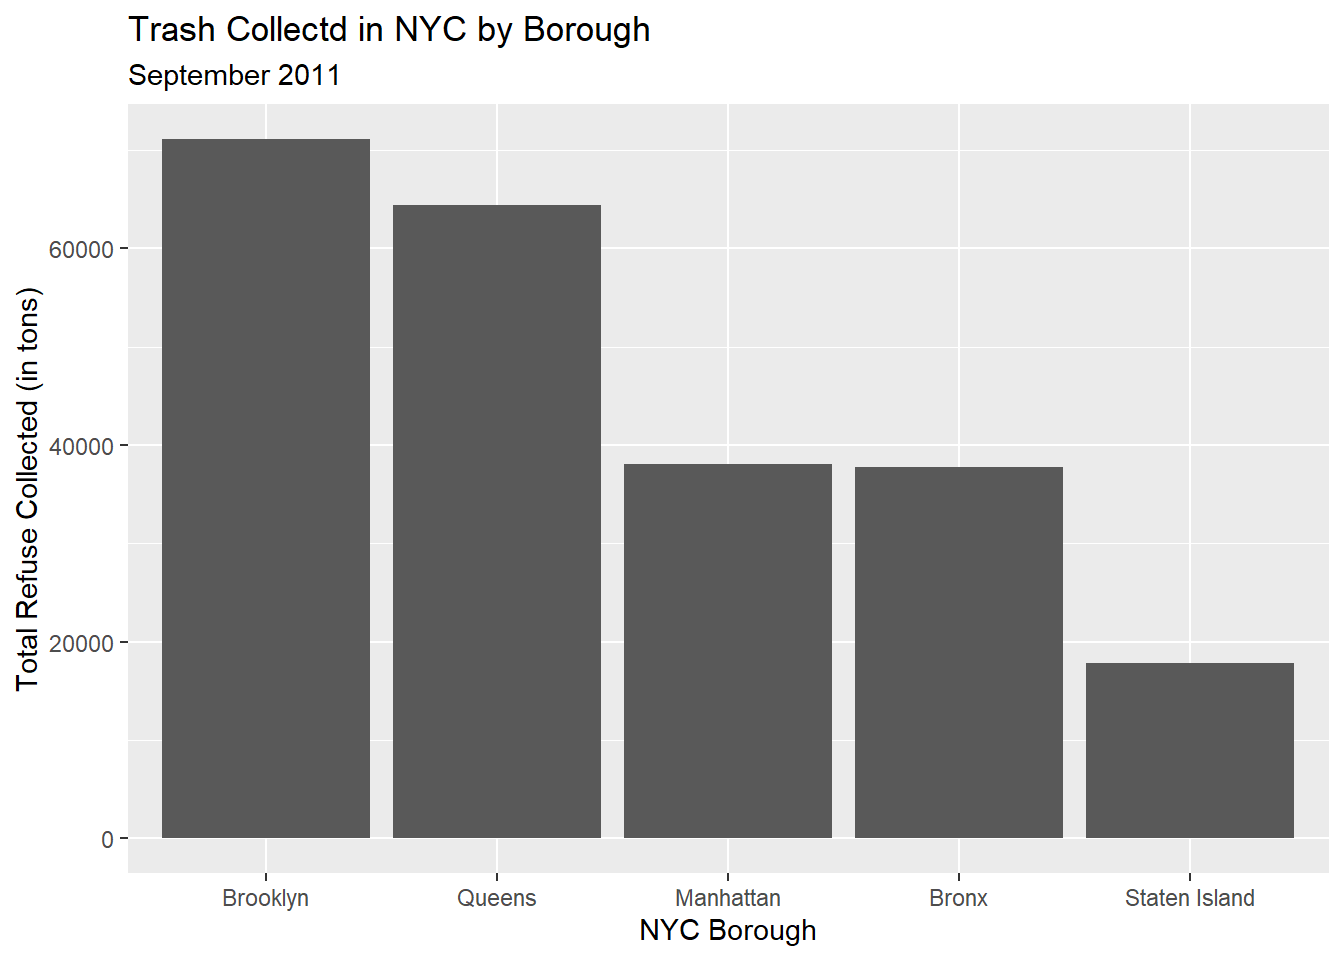 Trash Collectd in NYC by Borough
September 2011
Total Refuse Collected (in tons)
60000
40000
20000
0
Brooklyn Queens Manhattan Bronx Staten Island
NYC Borough